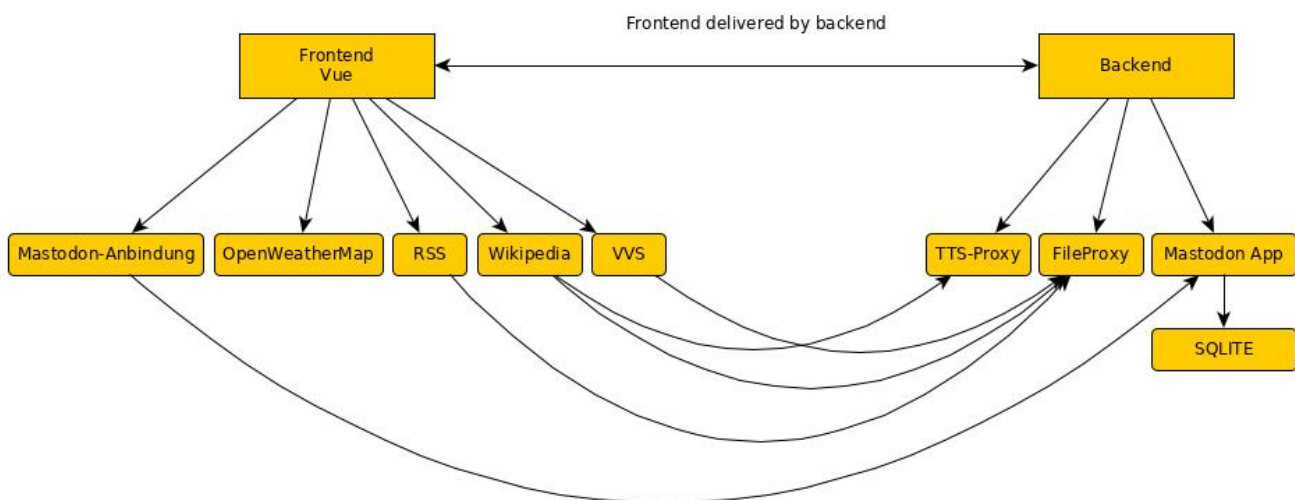 Frontend delivered by backend
Frontend
Vue
Backend
Mastodon-Anbindung
OpenWeatherMap
RSS
Wikipedia
VVS
TTS-Proxy
FileProxy
Mastodon App
SQLITE